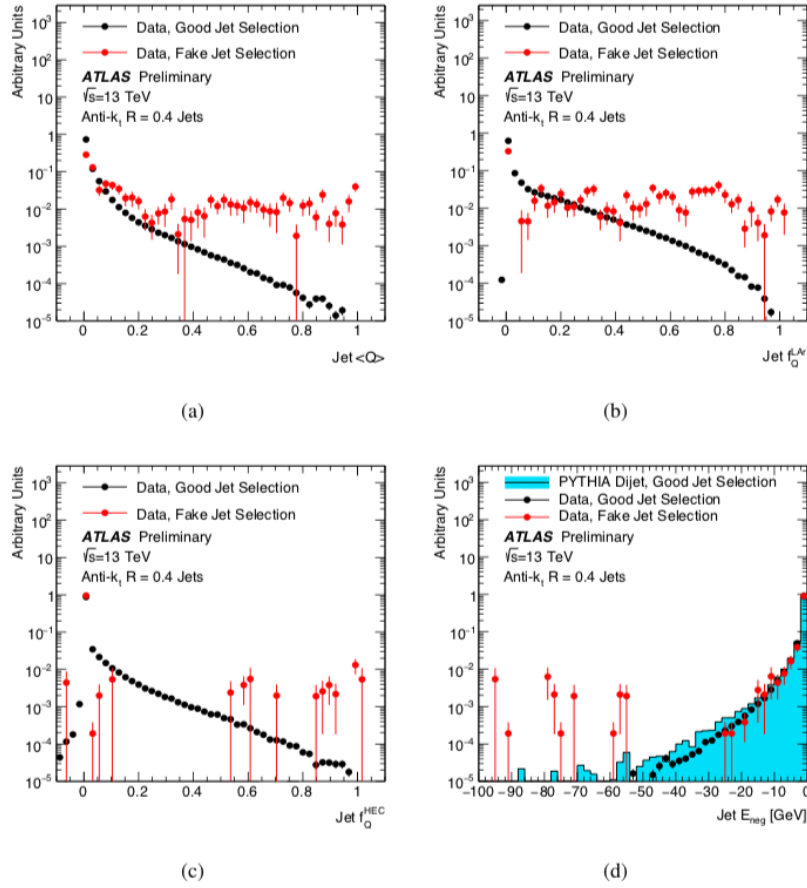 Arbitrary Units
10³
10²
10
1
10⁻¹
10⁻²
10⁻³
10⁻⁴
10⁻⁵
Data, Good Jet Selection
Data, Fake Jet Selection
ATLAS Preliminary
√s=13 TeV
Anti-kₜ R = 0.4 Jets
0 0.2 0.4 0.6 0.8 1
Jet <Q>
(a)
Arbitrary Units
10³
10²
10
1
10⁻¹
10⁻²
10⁻³
10⁻⁴
10⁻⁵
Data, Good Jet Selection
Data, Fake Jet Selection
ATLAS Preliminary
√s=13 TeV
Anti-kₜ R = 0.4 Jets
0 0.2 0.4 0.6 0.8 1
Jet f_Q^LAr
(b)
Arbitrary Units
10³
10²
10
1
10⁻¹
10⁻²
10⁻³
10⁻⁴
10⁻⁵
Data, Good Jet Selection
Data, Fake Jet Selection
ATLAS Preliminary
√s=13 TeV
Anti-kₜ R = 0.4 Jets
0 0.2 0.4 0.6 0.8 1
Jet f_Q^HEC
(c)
Arbitrary Units
10³
10²
10
1
10⁻¹
10⁻²
10⁻³
10⁻⁴
10⁻⁵
PYTHIA Dijet, Good Jet Selection
Data, Good Jet Selection
Data, Fake Jet Selection
ATLAS Preliminary
√s=13 TeV
Anti-kₜ R = 0.4 Jets
-100 -90 -80 -70 -60 -50 -40 -30 -20 -10 0
Jet E_neg [GeV]
(d)